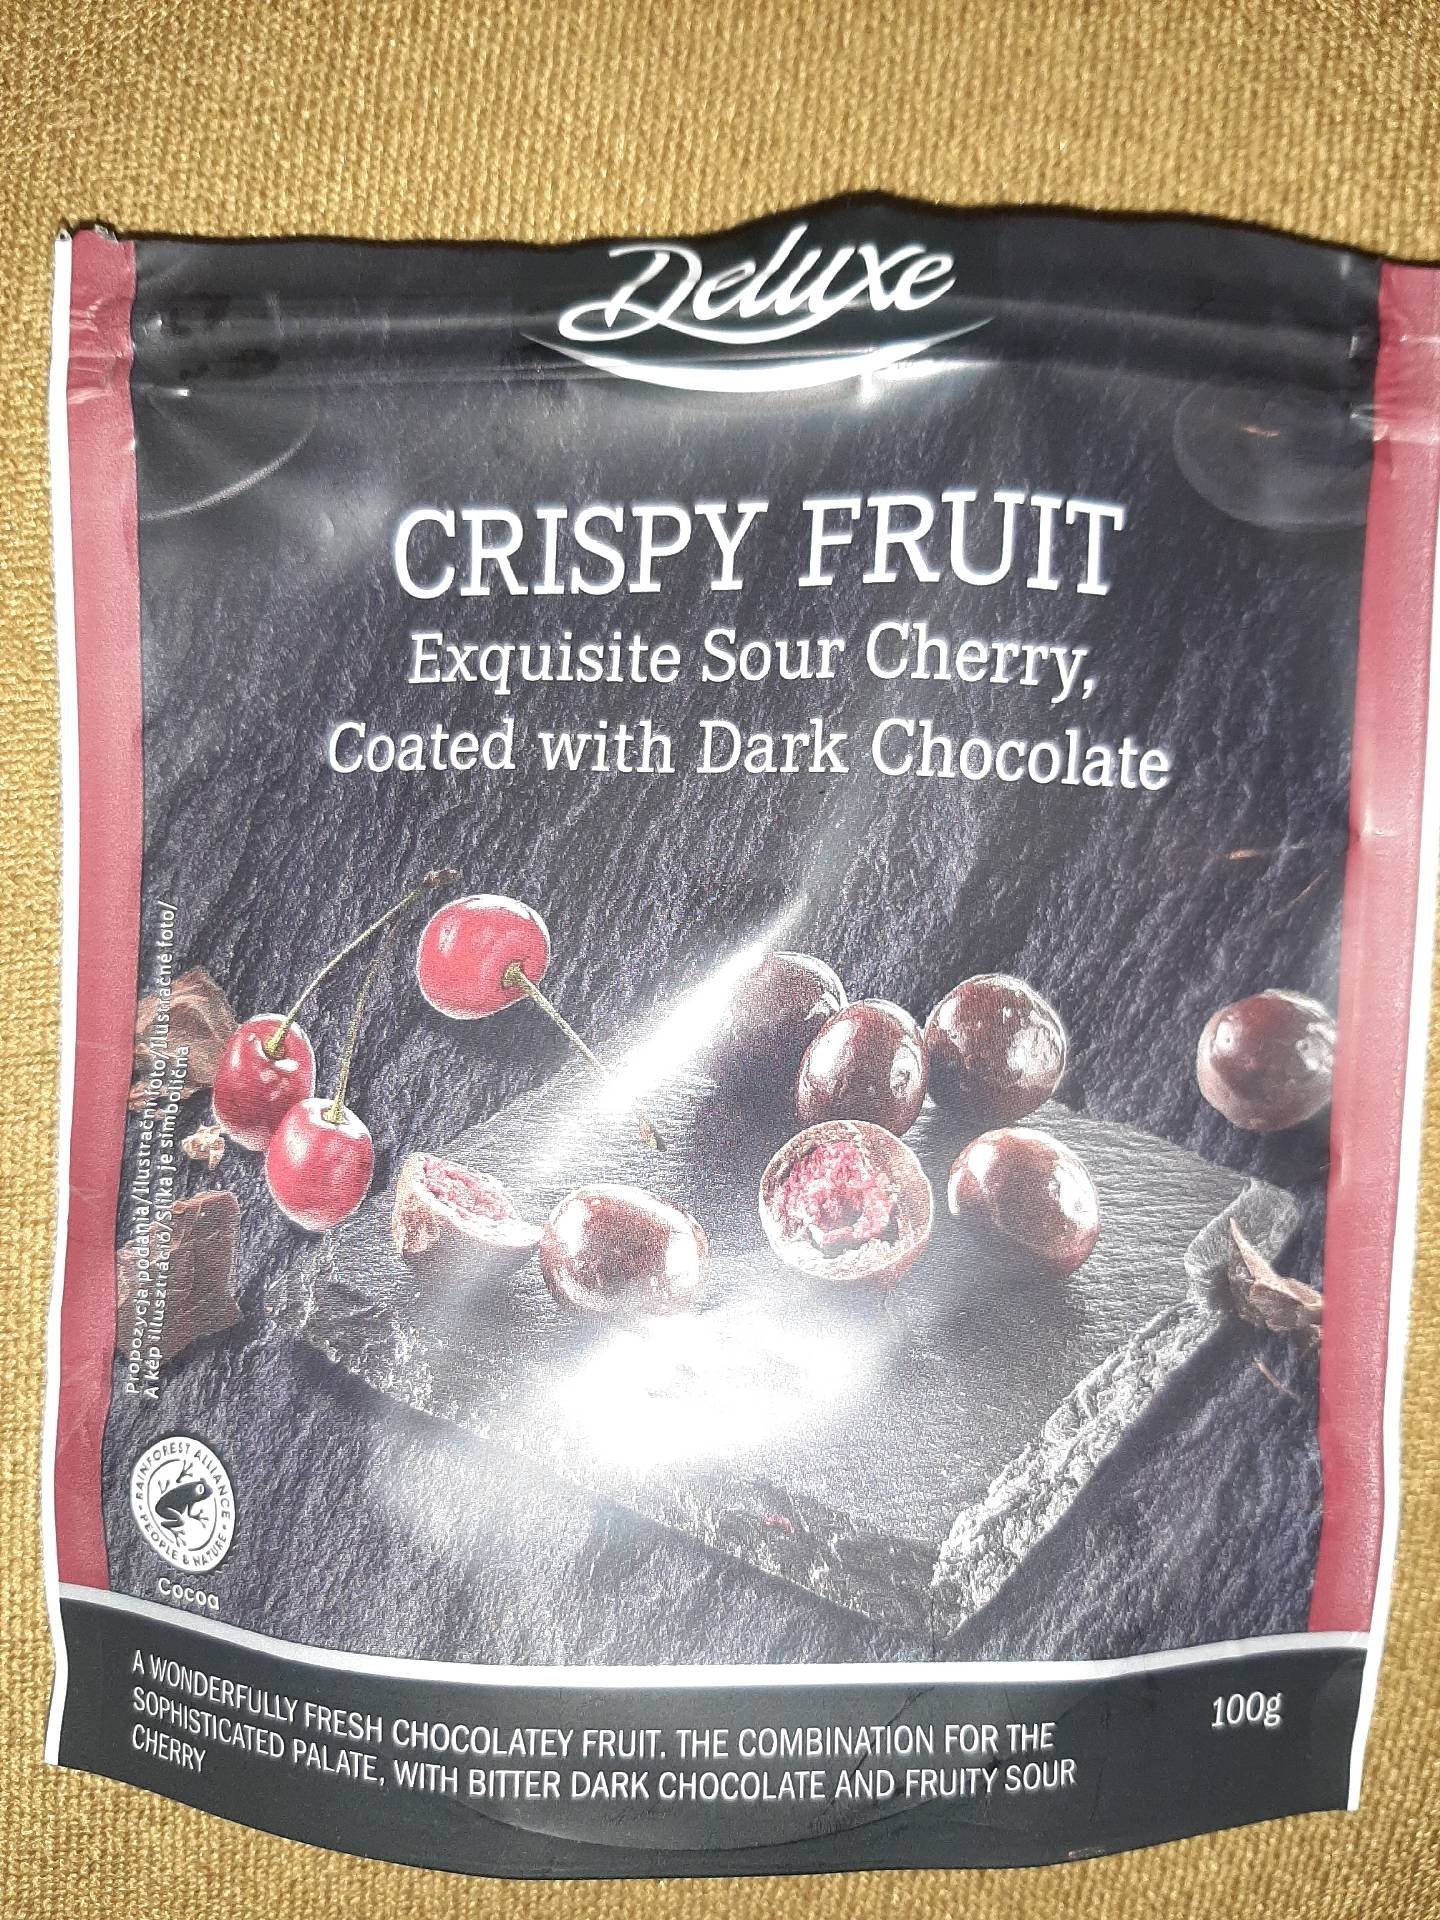 Deluxe
CRISPY FRUIT
Exquisite Sour Cherry,
Coated with Dark Chocolate
Propozycja podania/Ilustrační foto/Ilustračné foto/
A kép illusztráció/Slika je simbolična
RAINFOREST ALLIANCE
PEOPLE & NATURE
Cocoa
A WONDERFULLY FRESH CHOCOLATEY FRUIT. THE COMBINATION FOR THE
SOPHISTICATED PALATE, WITH BITTER DARK CHOCOLATE AND FRUITY SOUR
CHERRY
100g